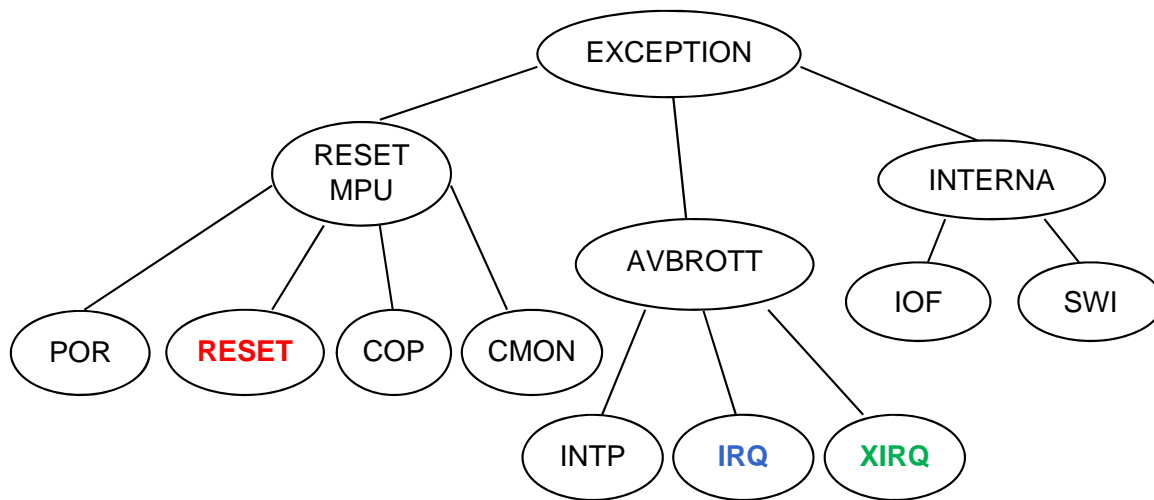 EXCEPTION
RESET
MPU
INTERNA
AVBROTT
IOF
SWI
POR
RESET
COP
CMON
INTP
IRQ
XIRQ